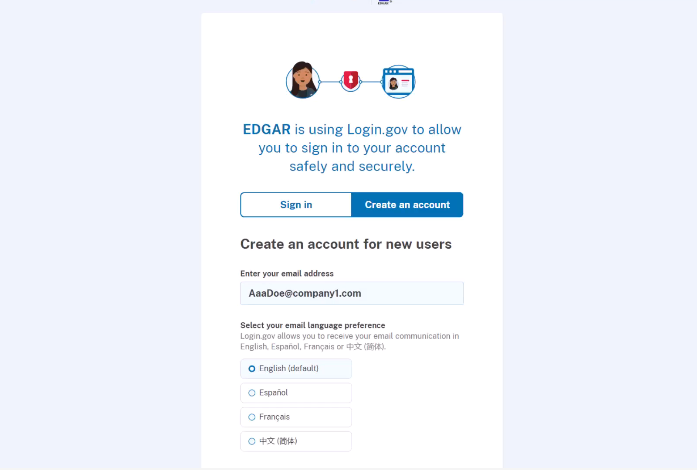 EDGAR is using Login.gov to allow
you to sign in to your account
safely and securely.
Sign in
Create an account
Create an account for new users
Enter your email address
AaaDoe@company1.com
Select your email language preference
Login.gov allows you to receive your email communication in
English, Español, Français or 中文 (简体).
English (default)
Español
Français
中文 (简体)